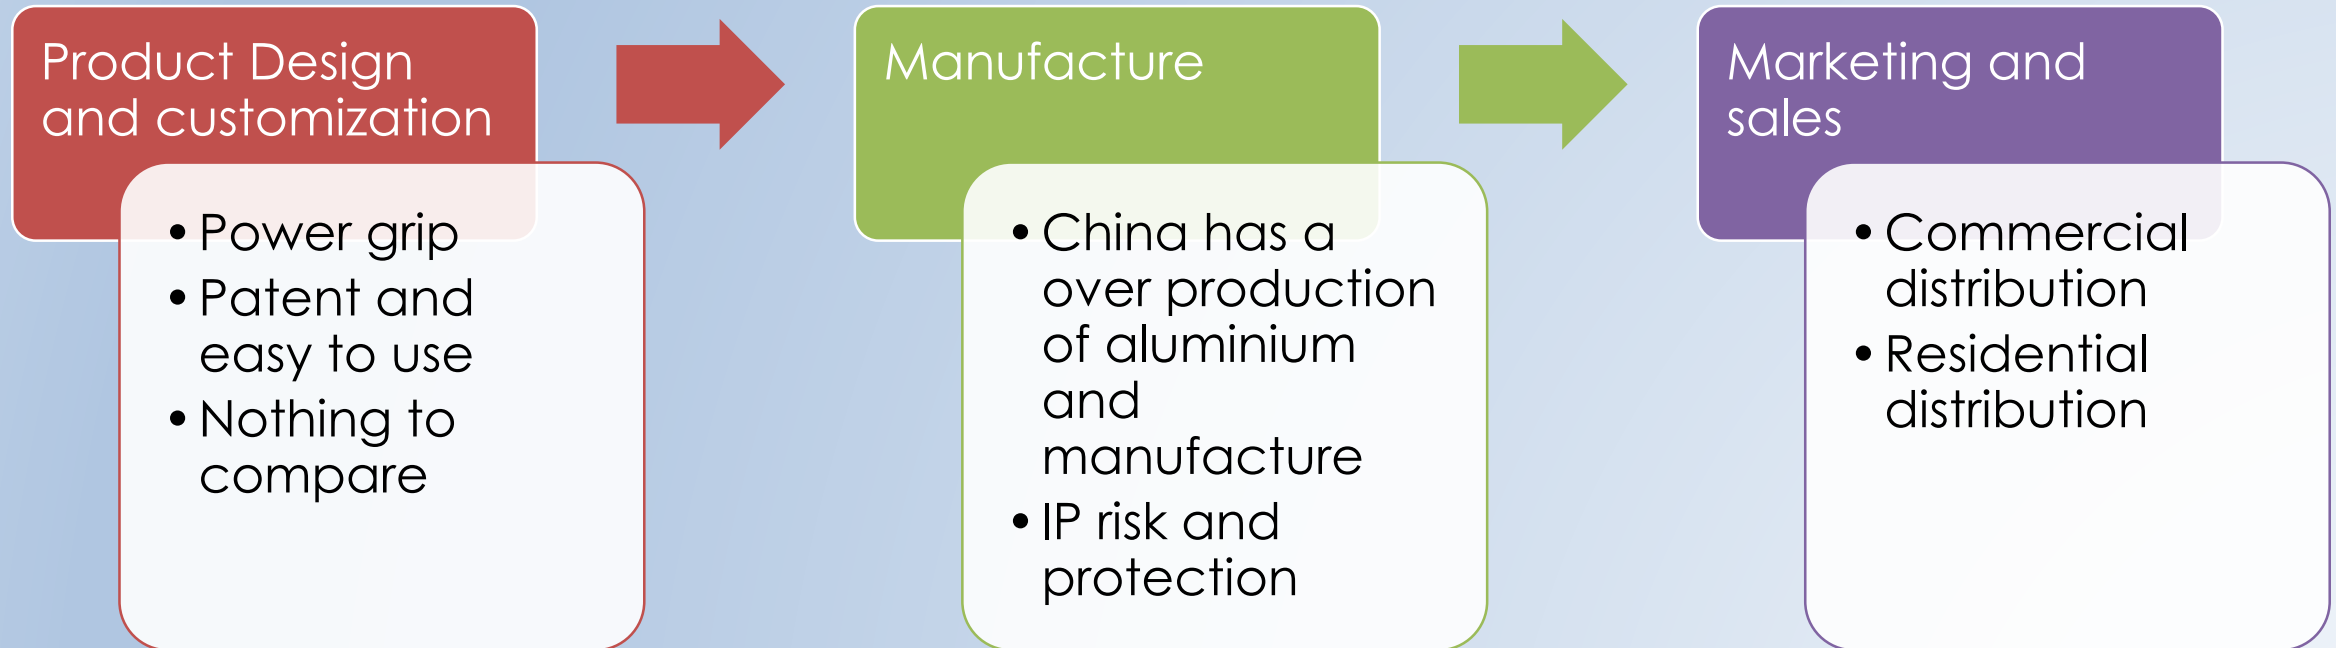 Product Design
and customization
• Power grip
• Patent and
easy to use
• Nothing to
compare
Manufacture
• China has a
over production
of aluminium
and
manufacture
• IP risk and
protection
Marketing and
sales
• Commercial
distribution
• Residential
distribution